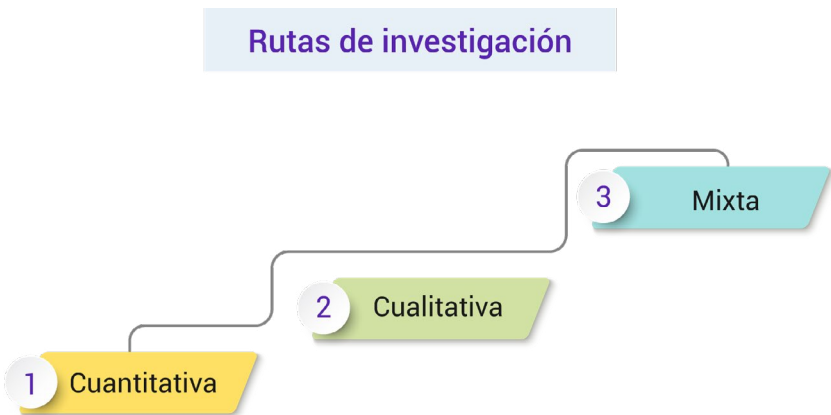 Rutas de investigación
3 Mixta
2 Cualitativa
1 Cuantitativa